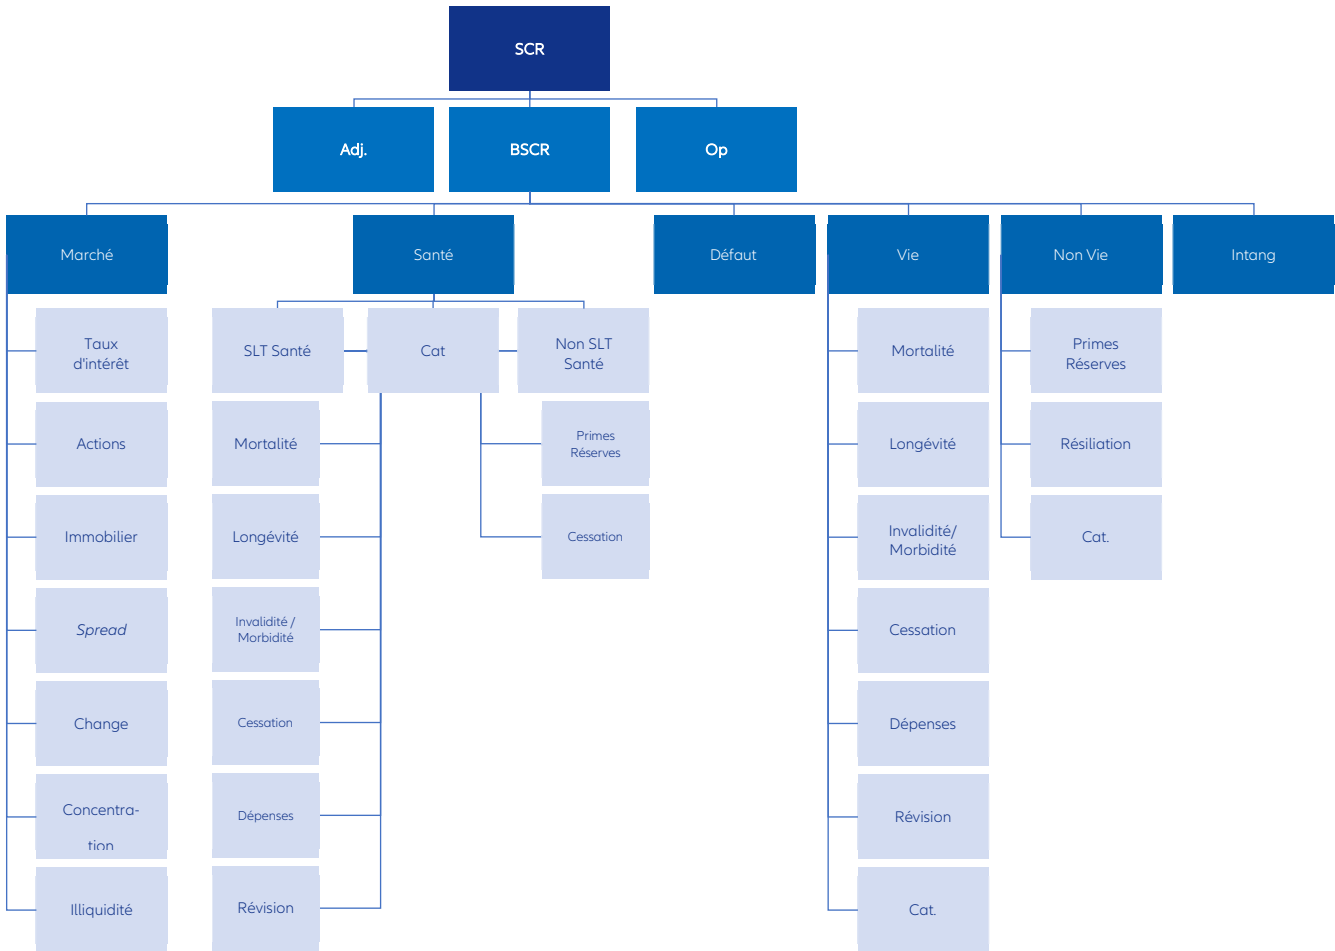 SCR
Adj.
BSCR
Op
Marché
Santé
Défaut
Vie
Non Vie
Intang
Taux
d'intérêt
SLT Santé
Cat
Non SLT
Santé
Mortalité
Primes
Réserves
Actions
Mortalité
Primes
Réserves
Longévité
Résiliation
Immobilier
Longévité
Cessation
Invalidité/
Morbidité
Cat.
Spread
Invalidité /
Morbidité
Cessation
Change
Cessation
Dépenses
Concentra-
tion
Dépenses
Révision
Illiquidité
Révision
Cat.